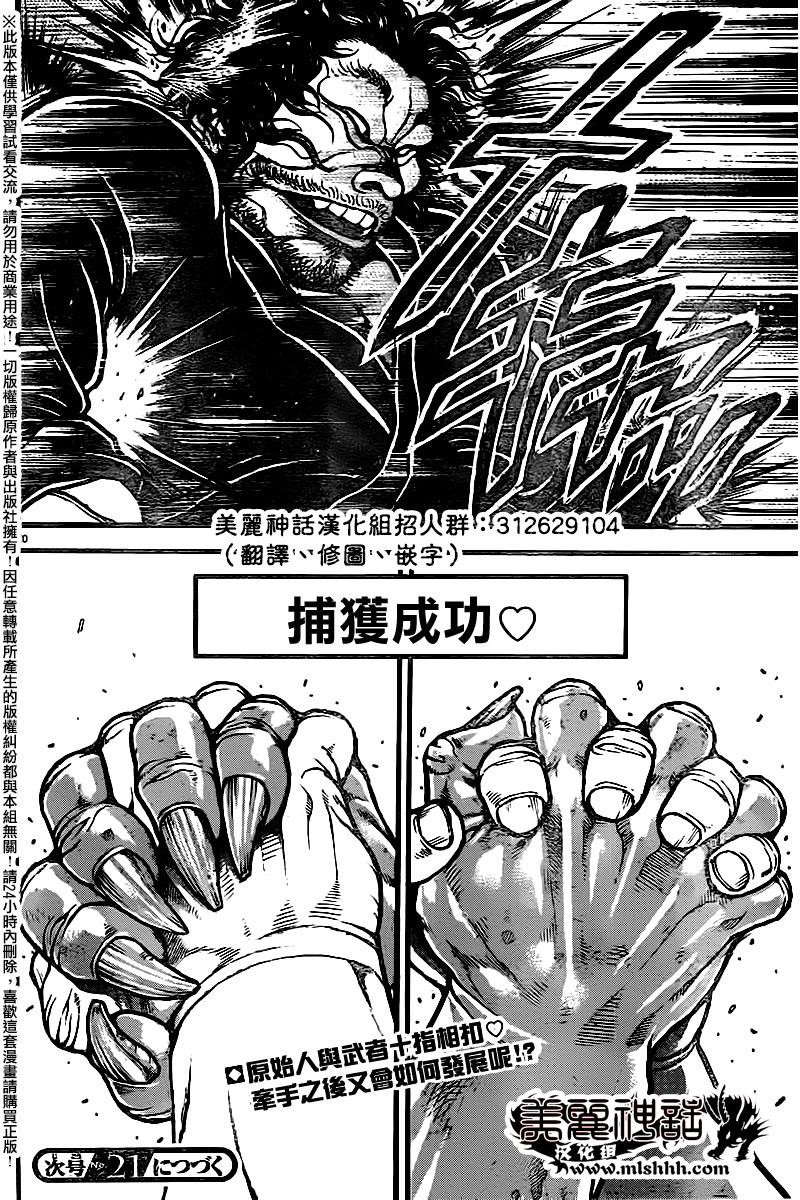 ※此版本僅供學習試看交流，請勿用於商業用途！一切版權歸原作者與出版社擁有！因任意轉載所產生的版權糾紛都與本組無關！請24小時內刪除，喜歡這套漫畫請購買正版！
美麗神話漢化組招人群：312629104
（翻譯、修圖、嵌字）
捕獲成功♡
原始人與武者十指相扣♡
牽手之後又會如何發展呢!?
美麗神話
汉化组
www.mlshhh.com
次号No.21につづく